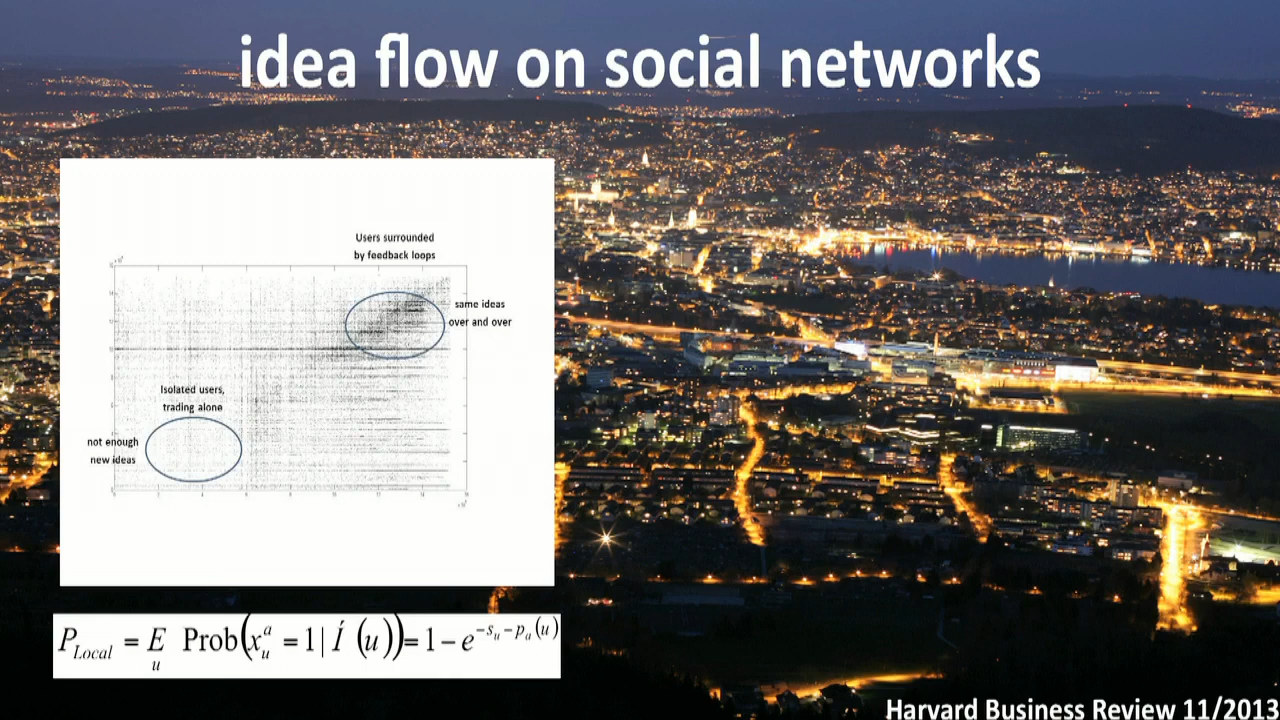 idea flow on social networks
Users surrounded
by feedback loops
same ideas
over and over
Isolated users,
trading alone
not enough
new ideas
P_Local = E_u Prob(x_u^a = 1 | Í (u)) = 1 − e^{−s_u − p_a(u)}
Harvard Business Review 11/2013